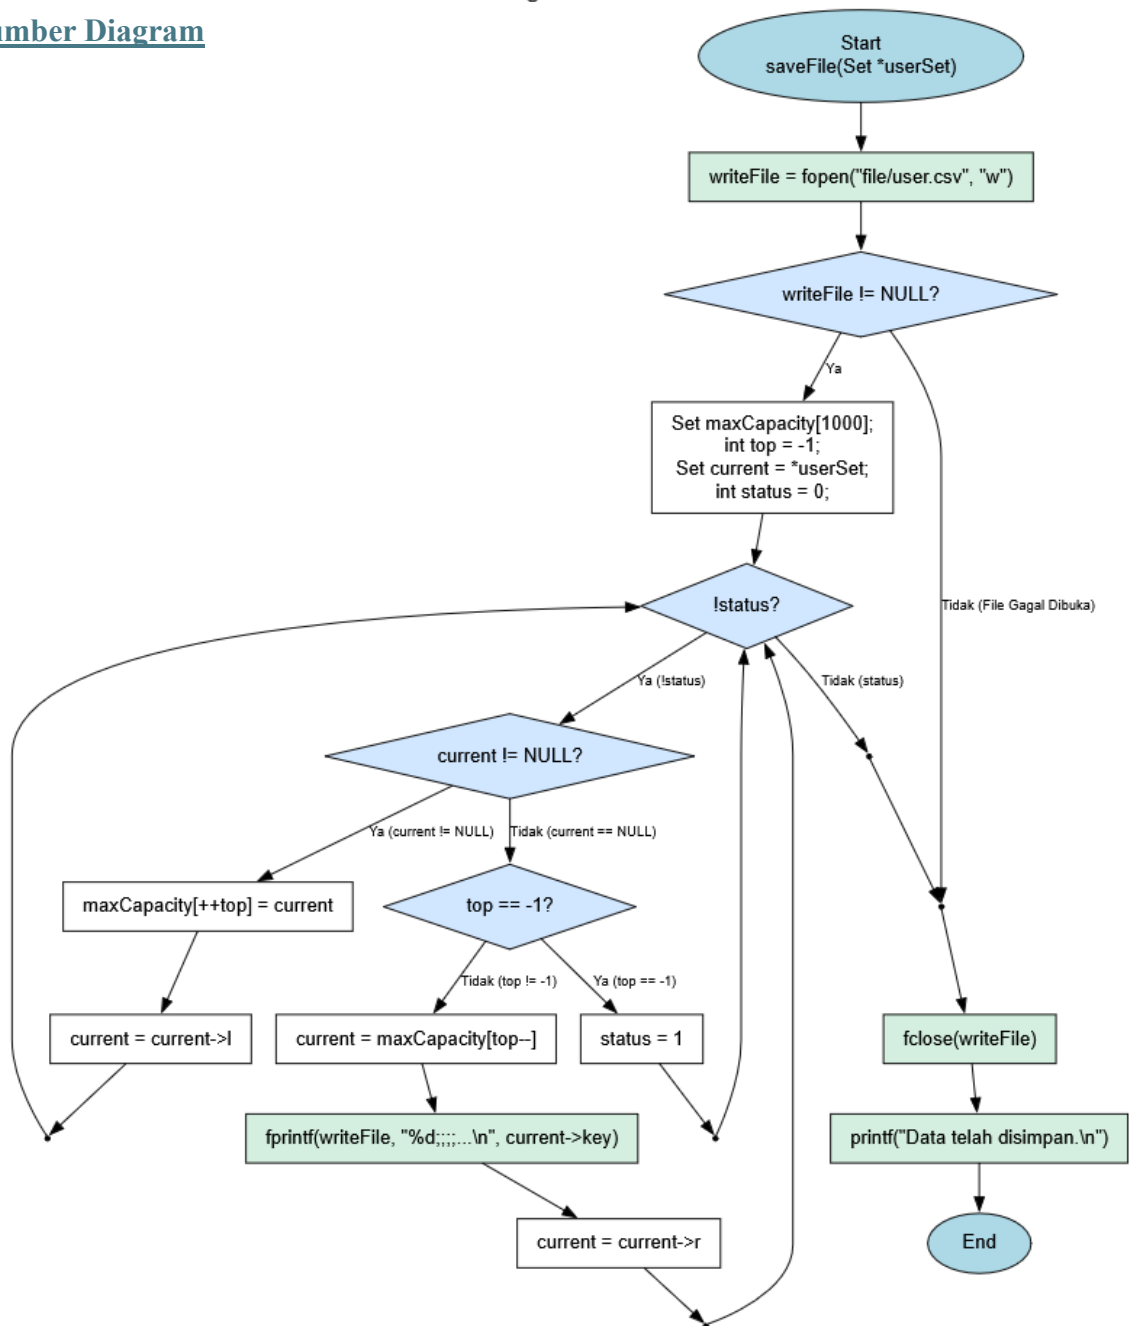 umber Diagram
Start
saveFile(Set *userSet)
writeFile = fopen("file/user.csv", "w")
writeFile != NULL?
Ya
Set maxCapacity[1000];
int top = -1;
Set current = *userSet;
int status = 0;
!status?
Tidak (File Gagal Dibuka)
Ya (!status)
Tidak (status)
current != NULL?
Ya (current != NULL)
Tidak (current == NULL)
maxCapacity[++top] = current
top == -1?
Tidak (top != -1)
Ya (top == -1)
current = current->l
current = maxCapacity[top--]
status = 1
fclose(writeFile)
fprintf(writeFile, "%d;;;;...\n", current->key)
printf("Data telah disimpan.\n")
current = current->r
End